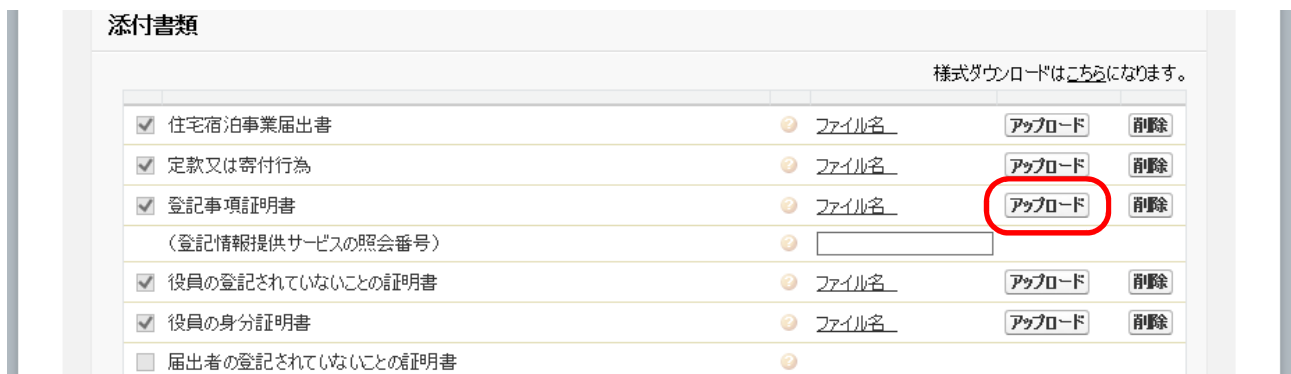 添付書類
様式ダウンロードはこちらになります。
住宅宿泊事業届出書 ? ファイル名 アップロード 削除
定款又は寄付行為 ? ファイル名 アップロード 削除
登記事項証明書 ? ファイル名 アップロード 削除
（登記情報提供サービスの照会番号） ?
役員の登記されていないことの証明書 ? ファイル名 アップロード 削除
役員の身分証明書 ? ファイル名 アップロード 削除
届出者の登記されていないことの証明書 ?